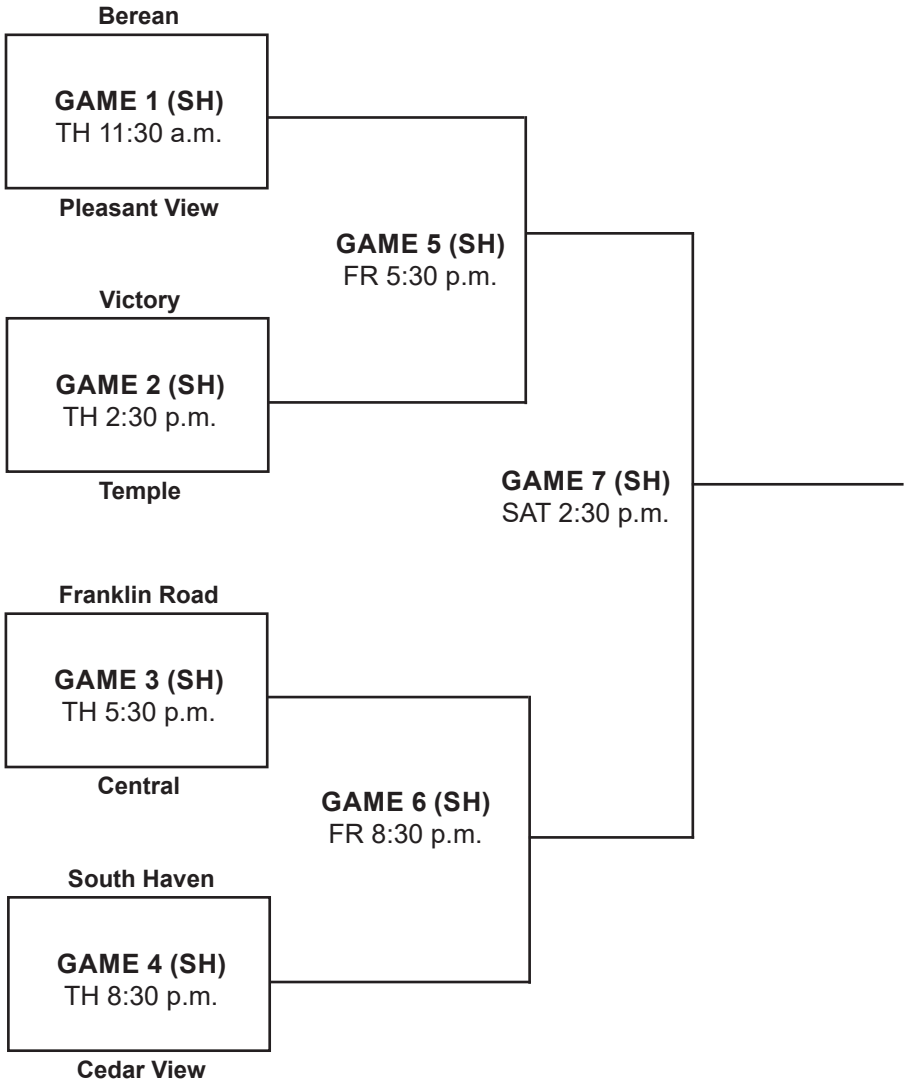 Berean
GAME 1 (SH)
TH 11:30 a.m.
Pleasant View
GAME 5 (SH)
FR 5:30 p.m.
Victory
GAME 2 (SH)
TH 2:30 p.m.
Temple
GAME 7 (SH)
SAT 2:30 p.m.
Franklin Road
GAME 3 (SH)
TH 5:30 p.m.
Central
GAME 6 (SH)
FR 8:30 p.m.
South Haven
GAME 4 (SH)
TH 8:30 p.m.
Cedar View